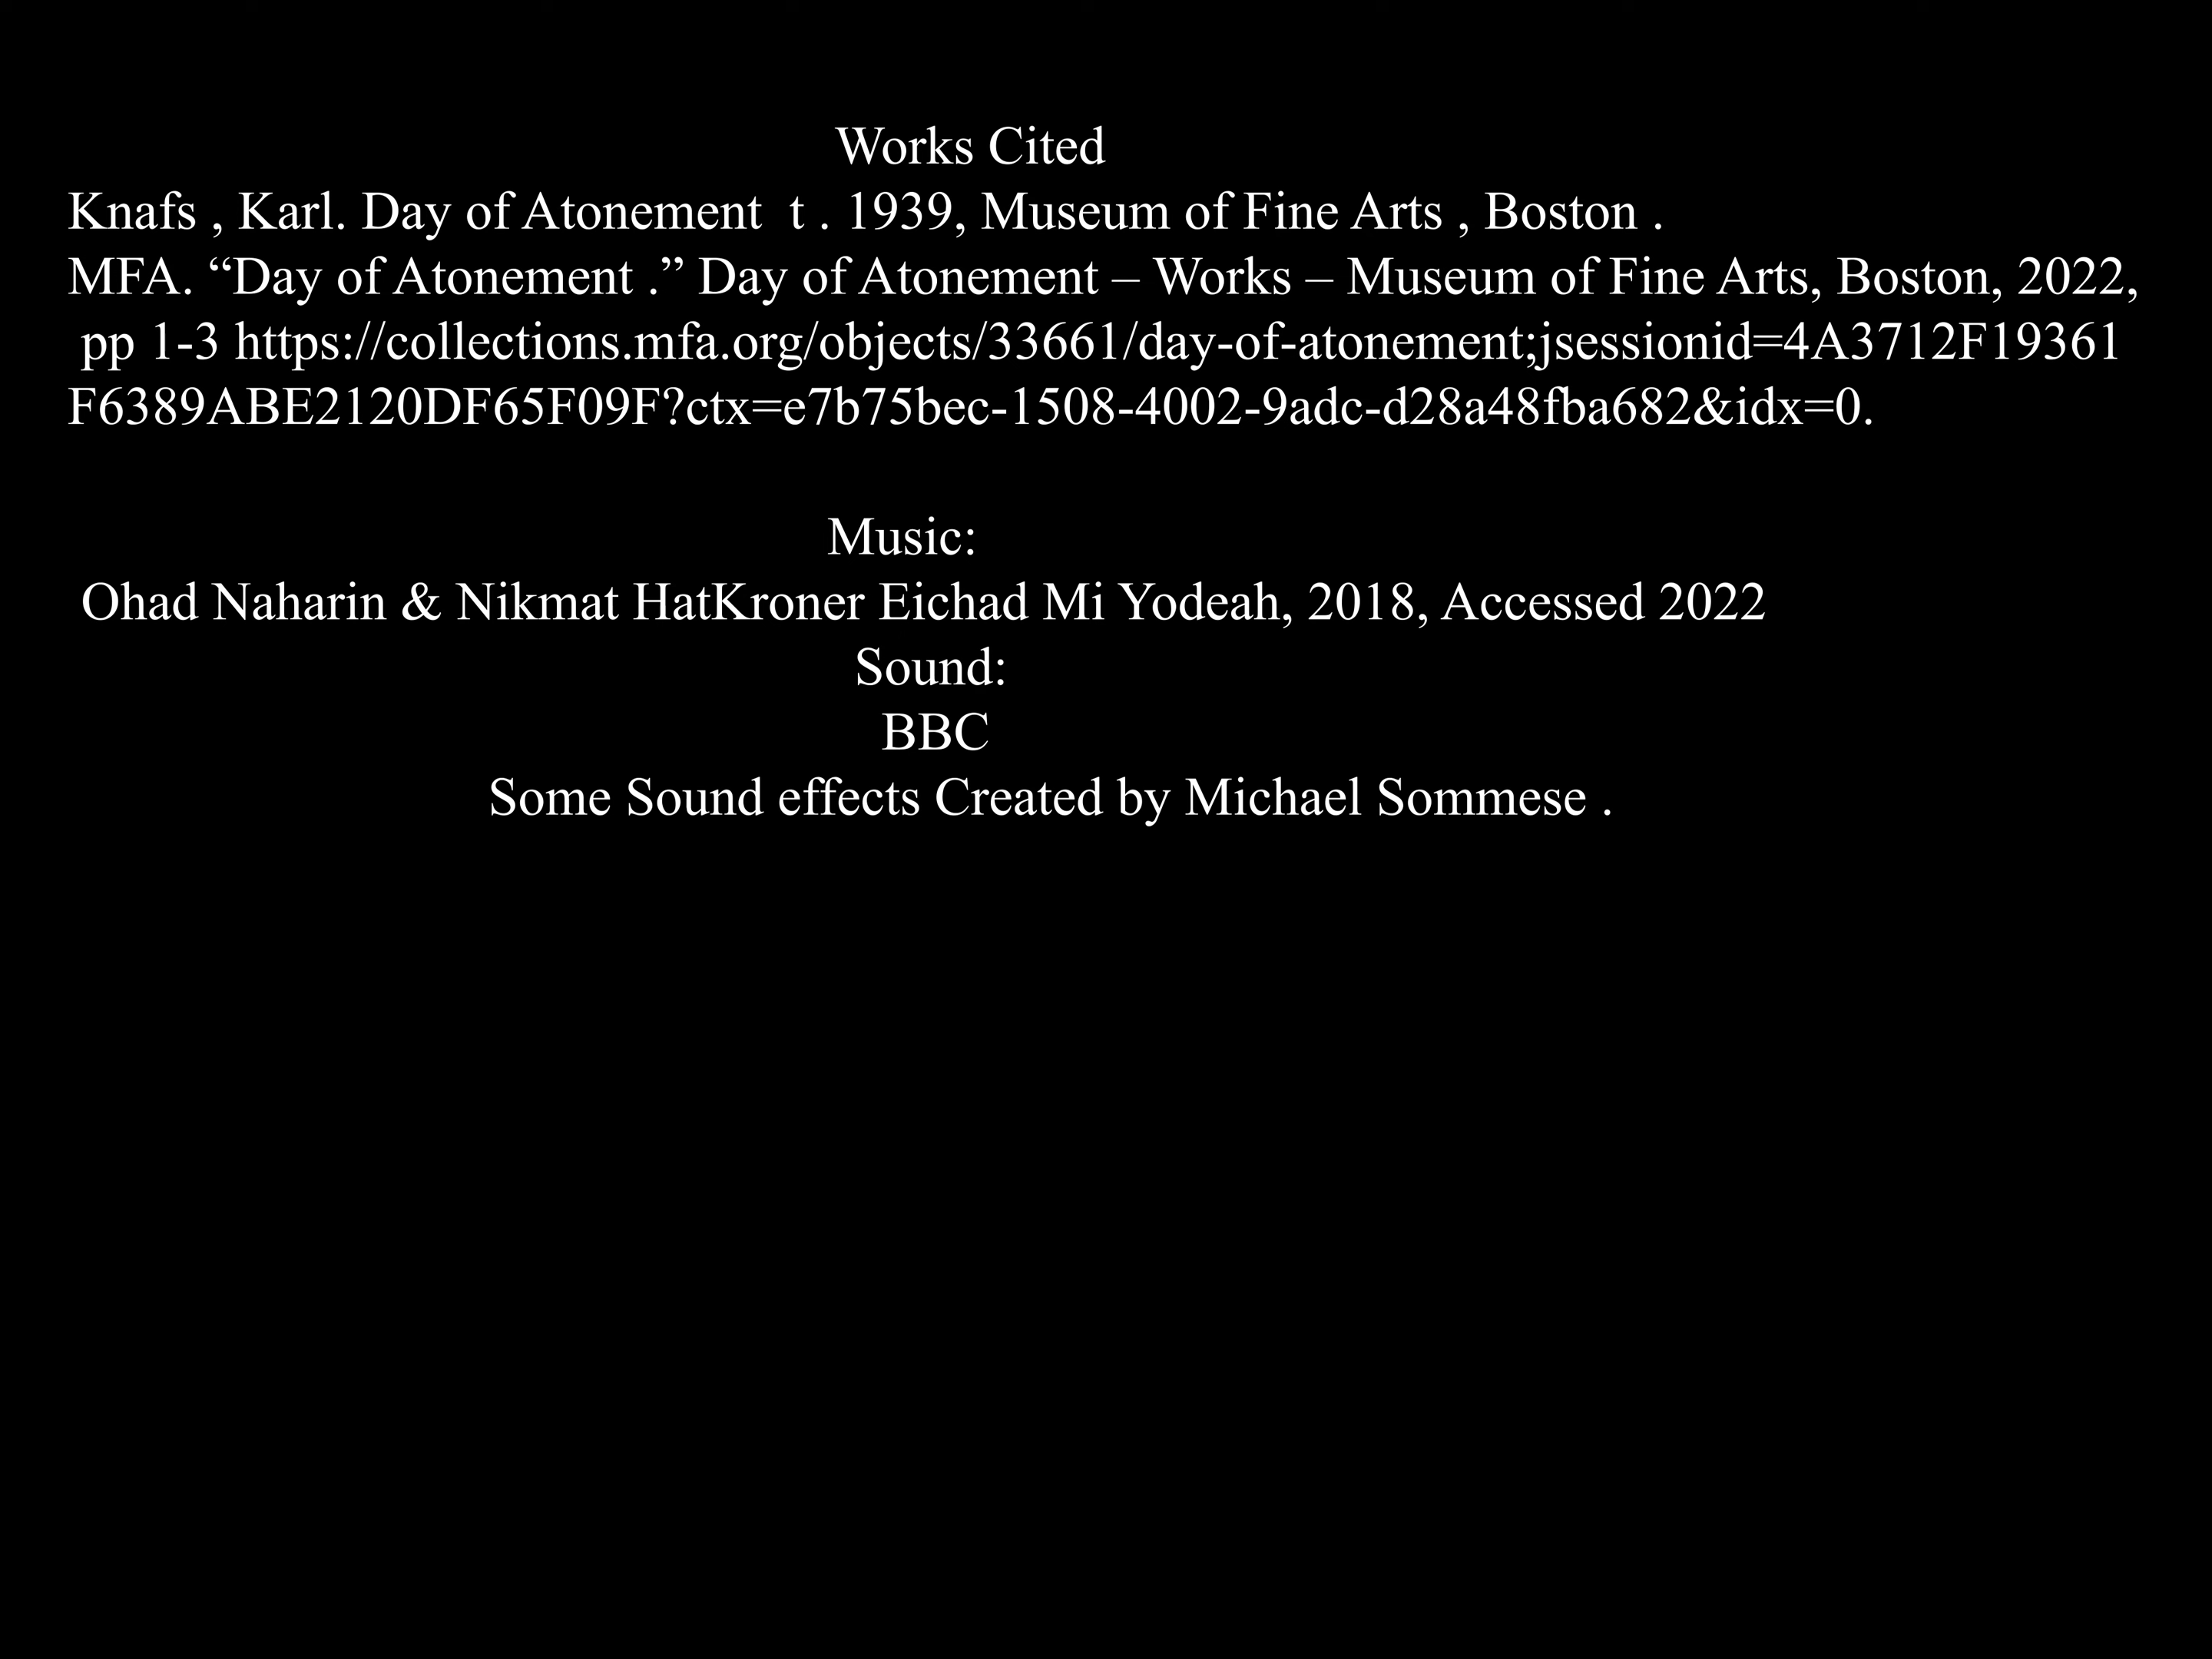 Works Cited
Knafs , Karl. Day of Atonement  t . 1939, Museum of Fine Arts , Boston .
MFA. “Day of Atonement .” Day of Atonement – Works – Museum of Fine Arts, Boston, 2022,
pp 1-3 https://collections.mfa.org/objects/33661/day-of-atonement;jsessionid=4A3712F19361
F6389ABE2120DF65F09F?ctx=e7b75bec-1508-4002-9adc-d28a48fba682&idx=0.
Music:
Ohad Naharin & Nikmat HatKroner Eichad Mi Yodeah, 2018, Accessed 2022
Sound:
BBC
Some Sound effects Created by Michael Sommese .